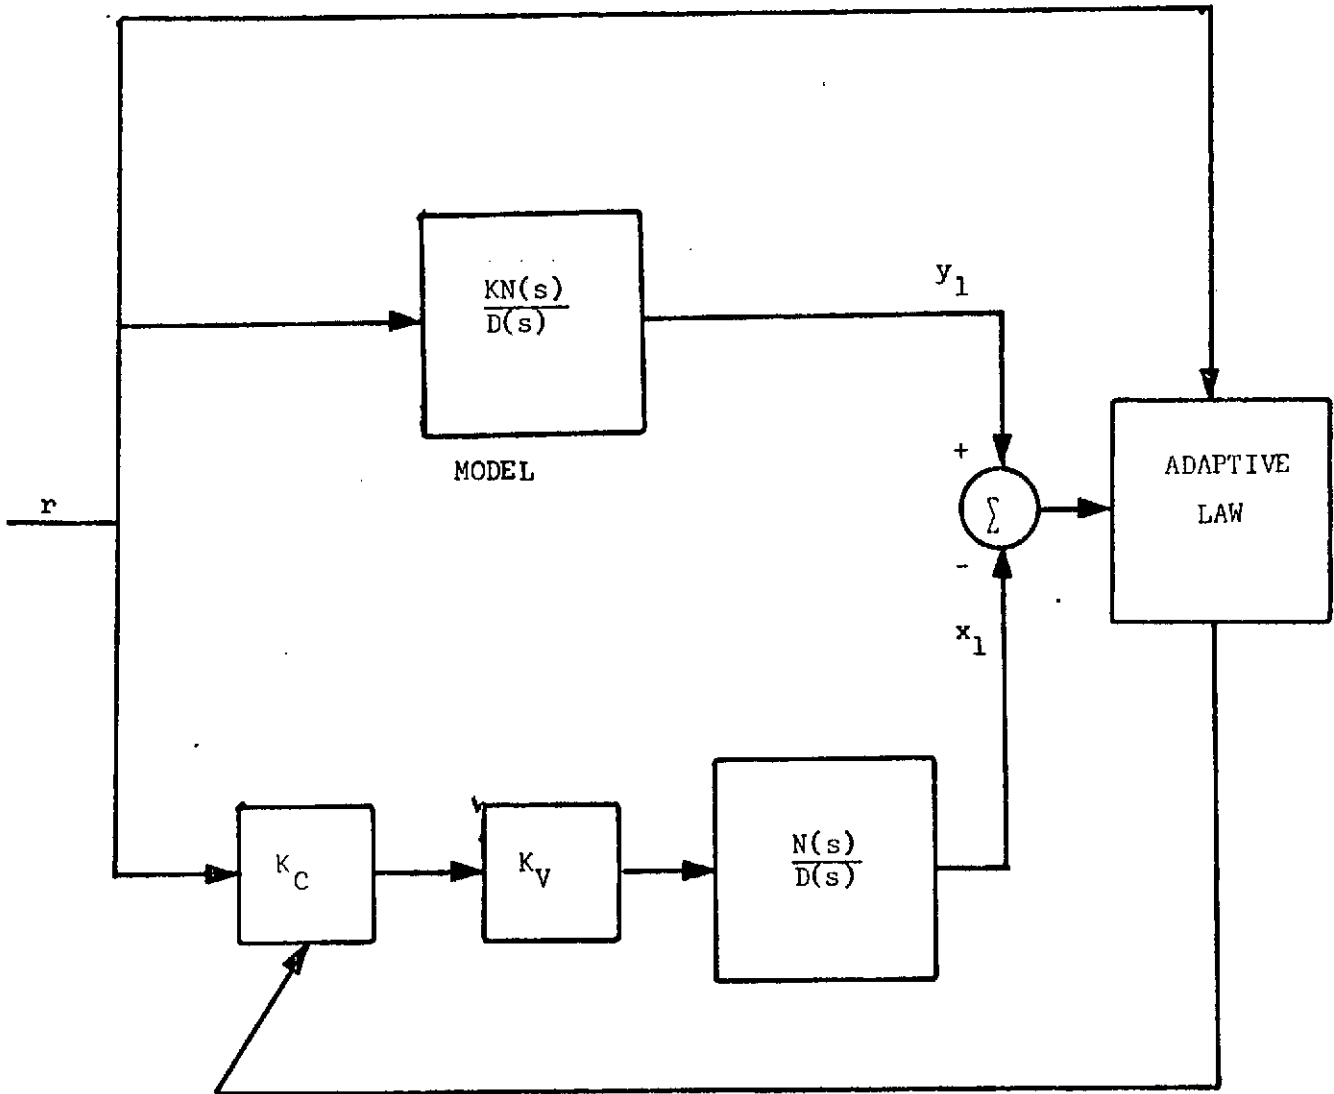 KN(s)
D(s)
MODEL
y1
+
ADAPTIVE
LAW
r
Σ
-
x1
KC
KV
N(s)
D(s)